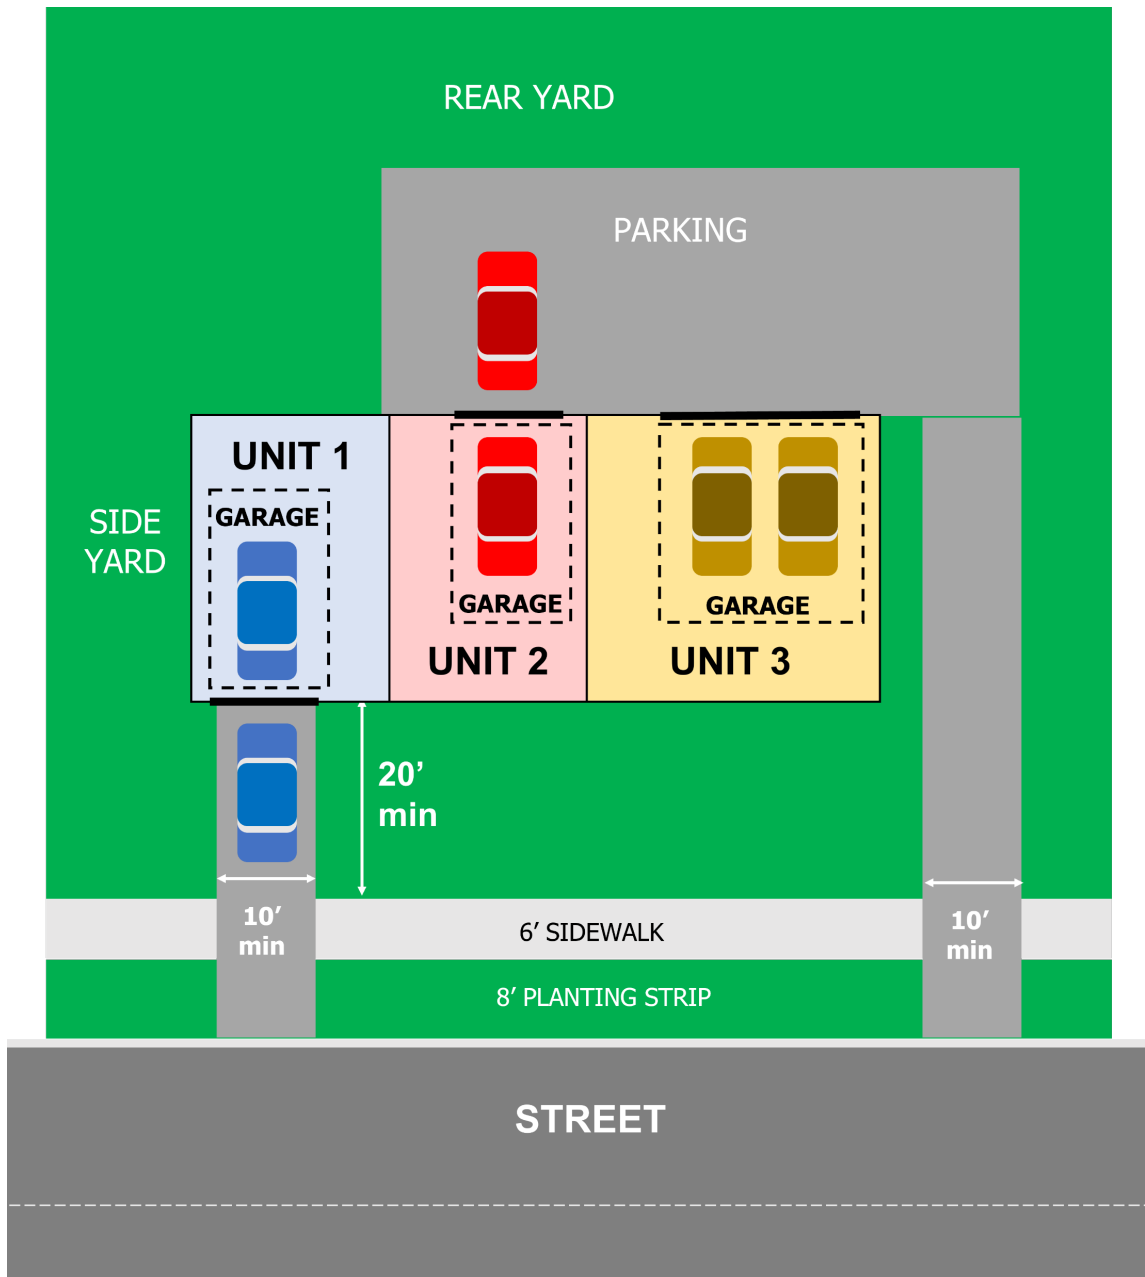 REAR YARD
PARKING
UNIT 1
GARAGE
SIDE
YARD
GARAGE
UNIT 2
GARAGE
UNIT 3
20’
min
10’
min
6’ SIDEWALK
10’
min
8’ PLANTING STRIP
STREET